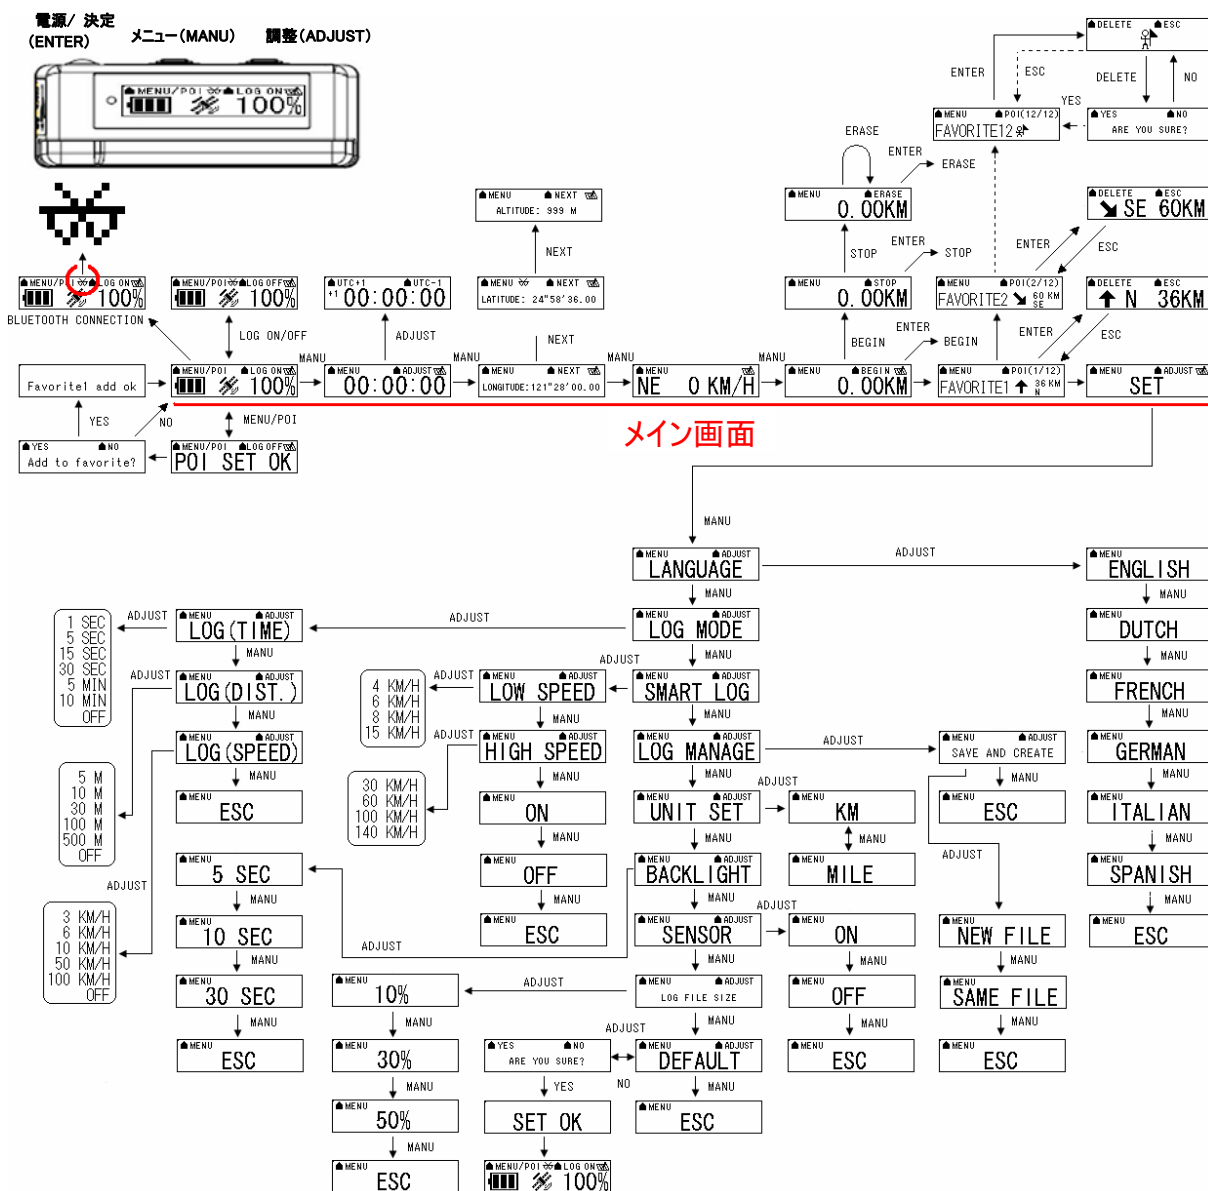 電源/ 決定
(ENTER)
メニュー(MANU)
調整(ADJUST)
MENU/POI LOG ON
100%
DELETE ESC
ENTER
ESC
DELETE
NO
YES
MENU POI(12/12)
FAVORITE12
YES NO
ARE YOU SURE?
ERASE
ENTER
ERASE
MENU ERASE
0.00KM
MENU NEXT
ALTITUDE: 999 M
DELETE ESC
SE 60KM
NEXT
STOP
ENTER
STOP
ENTER
ESC
MENU/POI LOG ON
100%
BLUETOOTH CONNECTION
MENU/POI LOG OFF
100%
UTC+1 UTC-1
+1 00:00:00
MENU NEXT
LATITUDE: 24"58'36.00
MENU STOP
0.00KM
MENU POI(2/12)
FAVORITE2 60 KM
SE
DELETE ESC
N 36KM
LOG ON/OFF
ADJUST
NEXT
BEGIN
ENTER
BEGIN
ENTER
ESC
MANU
MANU
MANU
MANU
Favorite1 add ok
MENU/POI LOG ON
100%
MENU ADJUST
00:00:00
MENU NEXT
LONGITUDE:121"28'00.00
MENU
NE 0 KM/H
MENU BEGIN
0.00KM
MENU POI(1/12)
FAVORITE1 36 KM
N
MENU ADJUST
SET
YES
NO
MENU/POI
メイン画面
YES NO
Add to favorite?
MENU/POI LOG OFF
POI SET OK
MANU
MENU ADJUST
LANGUAGE
ADJUST
MENU
ENGLISH
MANU
MANU
1 SEC
5 SEC
15 SEC
30 SEC
5 MIN
10 MIN
OFF
ADJUST
MENU ADJUST
LOG(TIME)
ADJUST
MENU ADJUST
LOG MODE
MENU
DUTCH
MANU
MANU
MANU
ADJUST
ADJUST
MENU ADJUST
LOG(DIST.)
4 KM/H
6 KM/H
8 KM/H
15 KM/H
ADJUST
MENU ADJUST
LOW SPEED
MENU ADJUST
SMART LOG
MENU
FRENCH
MANU
MANU
MANU
MANU
MENU ADJUST
LOG(SPEED)
ADJUST
MENU ADJUST
HIGH SPEED
MENU ADJUST
LOG MANAGE
ADJUST
MENU ADJUST
SAVE AND CREATE
MENU
GERMAN
MANU
MANU
MANU
ADJUST
MANU
MANU
5 M
10 M
30 M
100 M
500 M
OFF
MENU
ESC
30 KM/H
60 KM/H
100 KM/H
140 KM/H
MENU
ON
MENU ADJUST
UNIT SET
MENU
KM
MENU
ESC
MENU
ITALIAN
MANU
MANU
MANU
MANU
ADJUST
ADJUST
MENU
5 SEC
MENU
OFF
MENU ADJUST
BACKLIGHT
MENU
MILE
MENU
SPANISH
MANU
MANU
MANU
ADJUST
MANU
3 KM/H
6 KM/H
10 KM/H
50 KM/H
100 KM/H
OFF
MENU
10 SEC
ADJUST
MENU
ESC
MENU ADJUST
SENSOR
MENU
ON
MENU
NEW FILE
MENU
ESC
MANU
MANU
MANU
MANU
MENU
30 SEC
MENU
10%
ADJUST
MENU ADJUST
LOG FILE SIZE
MENU
OFF
MENU
SAME FILE
MANU
MANU
ADJUST
MANU
MANU
MANU
MENU
ESC
MENU
30%
YES NO
ARE YOU SURE?
MENU ADJUST
DEFAULT
MENU
ESC
MENU
ESC
MANU
YES
NO
MANU
MENU
50%
SET OK
MENU
ESC
MANU
MENU
ESC
MENU/POI LOG ON
100%